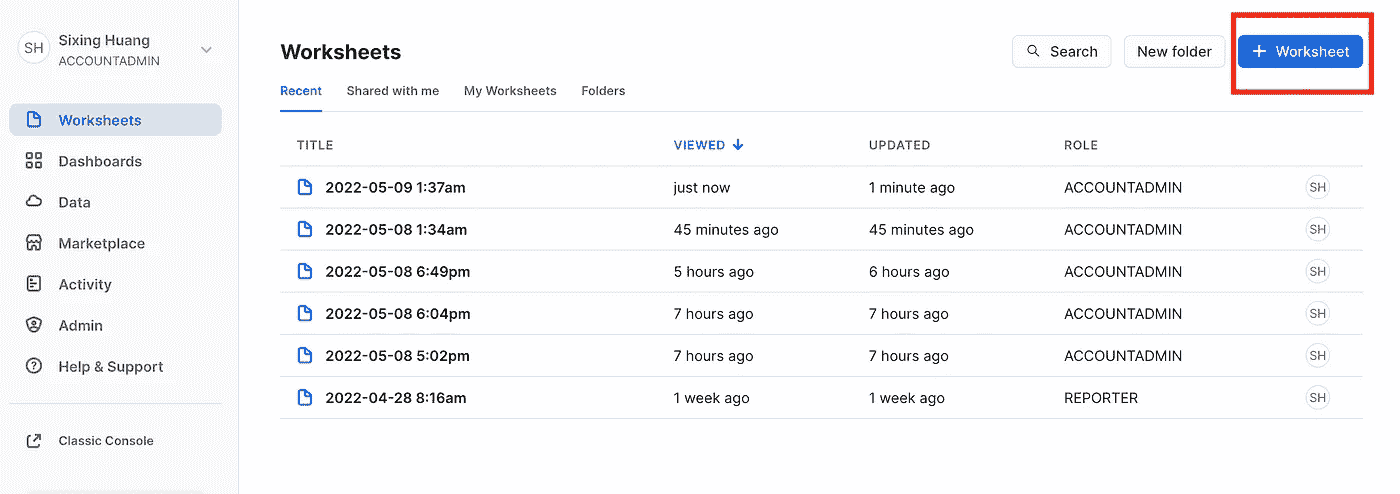 SH Sixing Huang
ACCOUNTADMIN
Worksheets
Dashboards
Data
Marketplace
Activity
Admin
Help & Support
Classic Console
Worksheets
Search New folder + Worksheet
Recent Shared with me My Worksheets Folders
TITLE VIEWED ↓ UPDATED ROLE
2022-05-09 1:37am just now 1 minute ago ACCOUNTADMIN SH
2022-05-08 1:34am 45 minutes ago 45 minutes ago ACCOUNTADMIN SH
2022-05-08 6:49pm 5 hours ago 6 hours ago ACCOUNTADMIN SH
2022-05-08 6:04pm 7 hours ago 7 hours ago ACCOUNTADMIN SH
2022-05-08 5:02pm 7 hours ago 7 hours ago ACCOUNTADMIN SH
2022-04-28 8:16am 1 week ago 1 week ago REPORTER SH